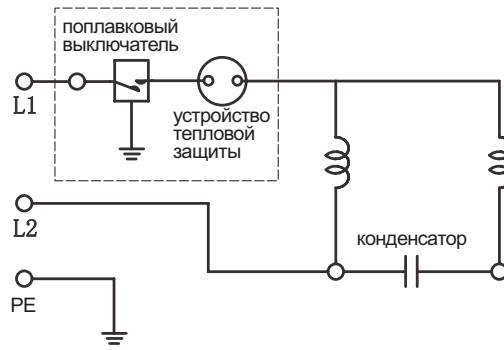 поплавковый
выключатель
L1
устройство
тепловой
защиты
L2
конденсатор
PE